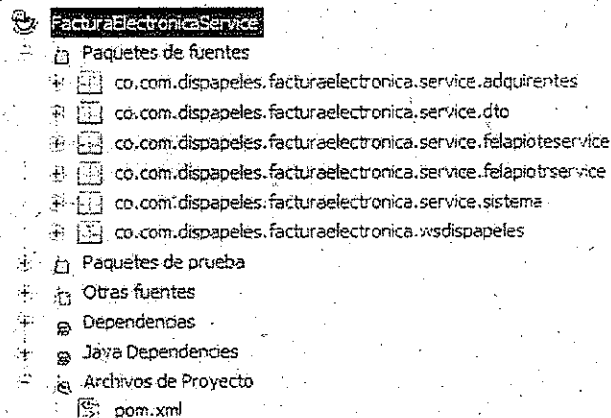 FacturaElectronicaService
Paquetes de fuentes
co.com.dispapeles.facturaelectronica.service.adquirentes
co.com.dispapeles.facturaelectronica.service.dto
co.com.dispapeles.facturaelectronica.service.felapioteservice
co.com.dispapeles.facturaelectronica.service.felapiotrservice
co.com.dispapeles.facturaelectronica.service.sistema
co.com.dispapeles.facturaelectronica.wsdispapeles
Paquetes de prueba
Otras fuentes
Dependencias
Java Dependencies
Archivos de Proyecto
pom.xml